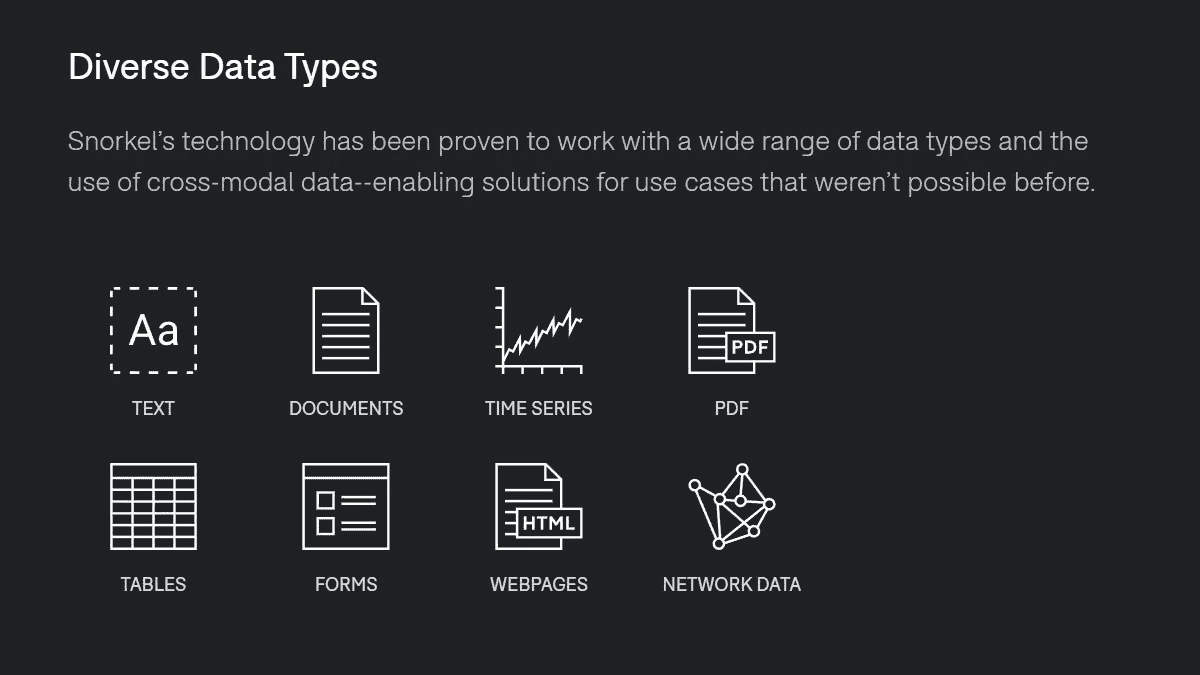 Diverse Data Types
Snorkel’s technology has been proven to work with a wide range of data types and the
use of cross-modal data--enabling solutions for use cases that weren’t possible before.
Aa
PDF
TEXT
DOCUMENTS
TIME SERIES
PDF
HTML
TABLES
FORMS
WEBPAGES
NETWORK DATA